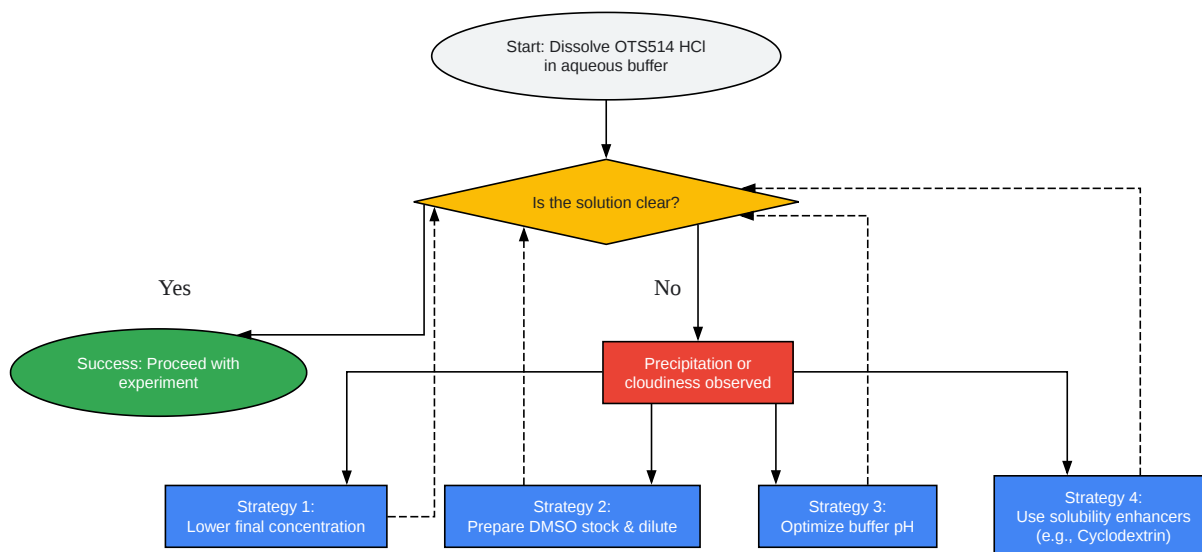 Start: Dissolve OTS514 HCl
in aqueous buffer
Is the solution clear?
Yes
No
Success: Proceed with
experiment
Precipitation or
cloudiness observed
Strategy 1:
Lower final concentration
Strategy 2:
Prepare DMSO stock & dilute
Strategy 3:
Optimize buffer pH
Strategy 4:
Use solubility enhancers
(e.g., Cyclodextrin)